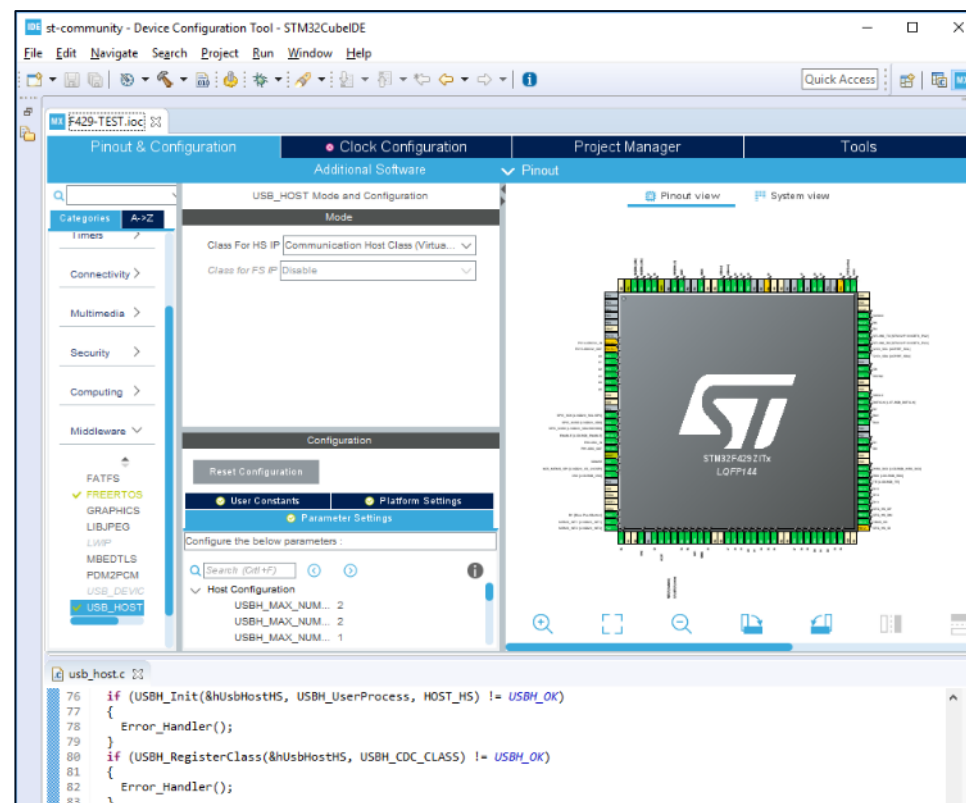 IDE st-community - Device Configuration Tool - STM32CubeIDE
File Edit Navigate Search Project Run Window Help
Quick Access
MX F429-TEST.ioc
Pinout & Configuration Clock Configuration Project Manager Tools
Additional Software Pinout
USB_HOST Mode and Configuration
Pinout view System view
Categories A->Z
Mode
Timers
Class For HS IP Communication Host Class (Virtua...
Connectivity
Class for FS IP Disable
Multimedia
Security
Computing
Middleware
Configuration
Reset Configuration
FATFS
FREERTOS
GRAPHICS
LIBJPEG
LWIP
MBEDTLS
PDM2PCM
USB_DEVIC
USB_HOST
User Constants Platform Settings
Parameter Settings
Configure the below parameters :
Search (Crtl+F)
Host Configuration
USBH_MAX_NUM... 2
USBH_MAX_NUM... 2
USBH_MAX_NUM... 1
STM32F429ZITx
LQFP144
usb_host.c
76 if (USBH_Init(&hUsbHostHS, USBH_UserProcess, HOST_HS) != USBH_OK)
77 {
78 Error_Handler();
79 }
80 if (USBH_RegisterClass(&hUsbHostHS, USBH_CDC_CLASS) != USBH_OK)
81 {
82 Error_Handler();
83 }